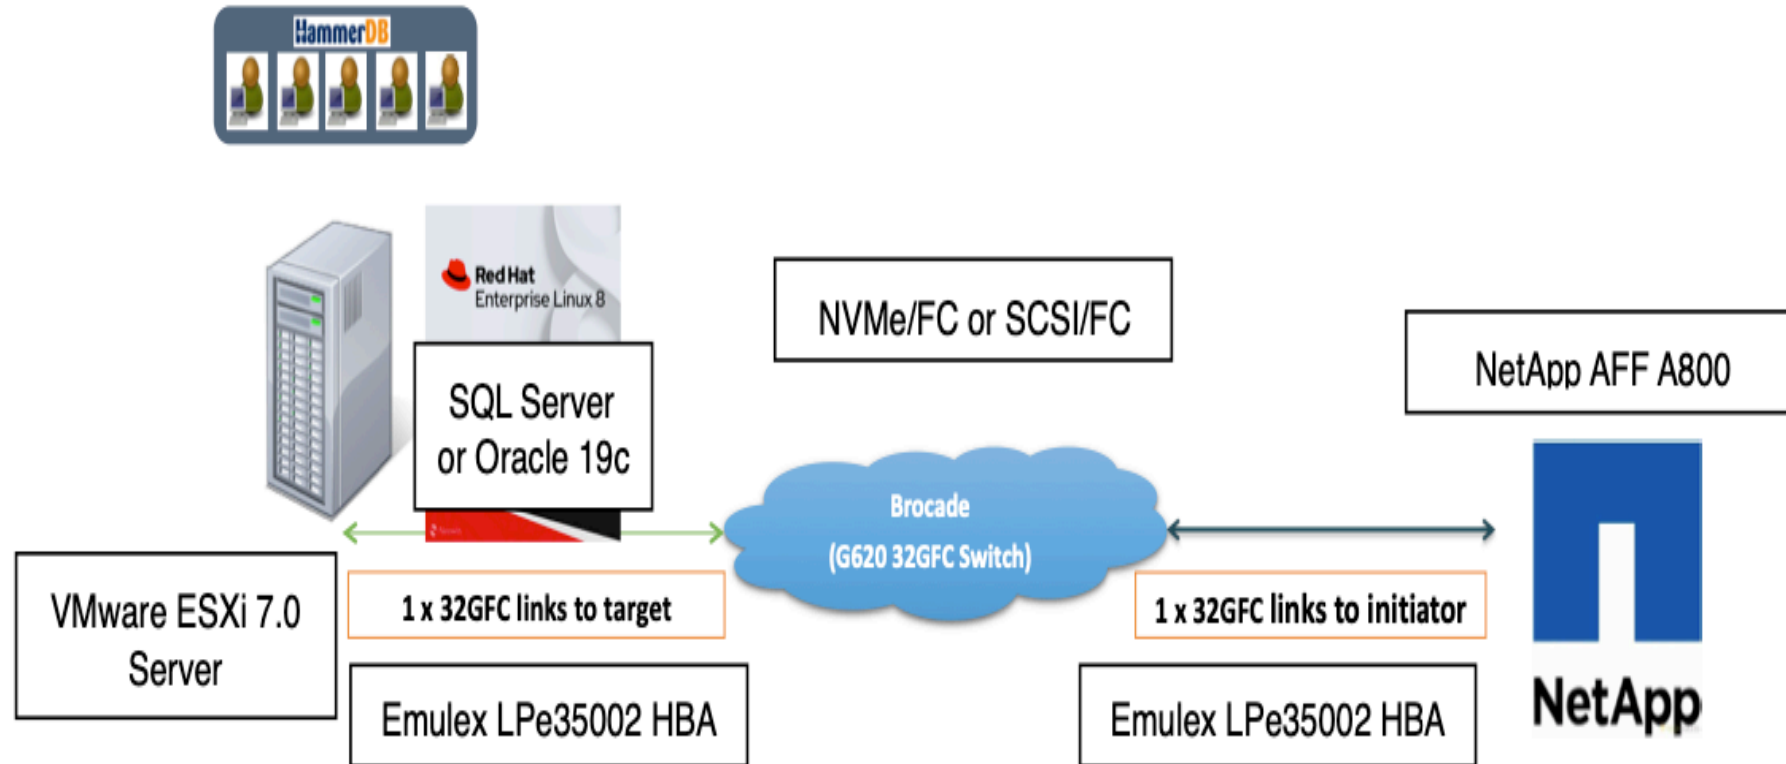 HammerDB
Red Hat
Enterprise Linux 8
SQL Server
or Oracle 19c
NVMe/FC or SCSI/FC
NetApp AFF A800
Brocade
(G620 32GFC Switch)
VMware ESXi 7.0
Server
1 x 32GFC links to target
1 x 32GFC links to initiator
Emulex LPe35002 HBA
Emulex LPe35002 HBA
NetApp